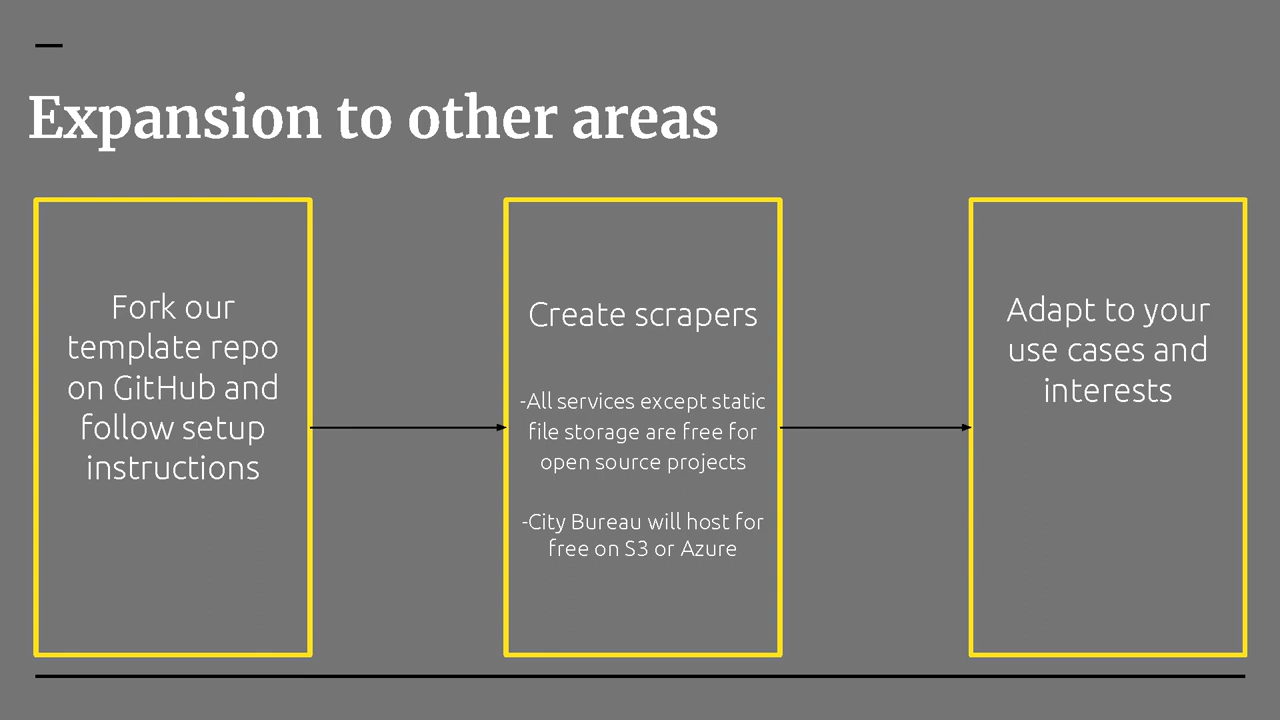 Expansion to other areas
Fork our
template repo
on GitHub and
follow setup
instructions
Create scrapers
-All services except static
file storage are free for
open source projects
-City Bureau will host for
free on S3 or Azure
Adapt to your
use cases and
interests